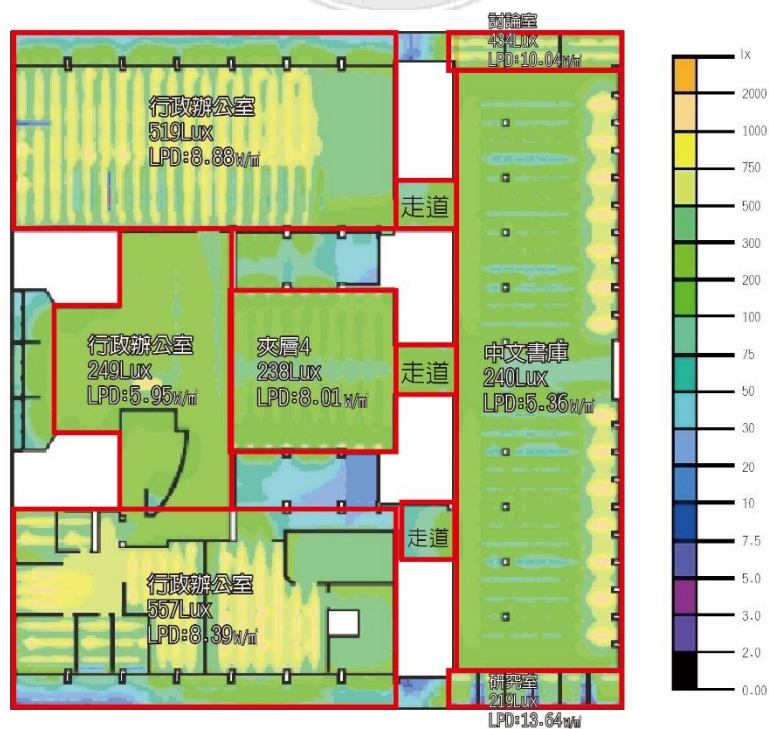 討論室
434Lux
LPD:10.04W/㎡
行政辦公室
519Lux
LPD:8.88W/㎡
走道
行政辦公室
249Lux
LPD:5.95W/㎡
夾層4
238Lux
LPD:8.01W/㎡
走道
中文書庫
240Lux
LPD:5.36W/㎡
走道
行政辦公室
557Lux
LPD:8.39W/㎡
研究室
219Lux
LPD:13.64W/㎡
lx
2000
1000
750
500
300
200
100
75
50
30
20
10
7.5
5.0
3.0
2.0
0.00